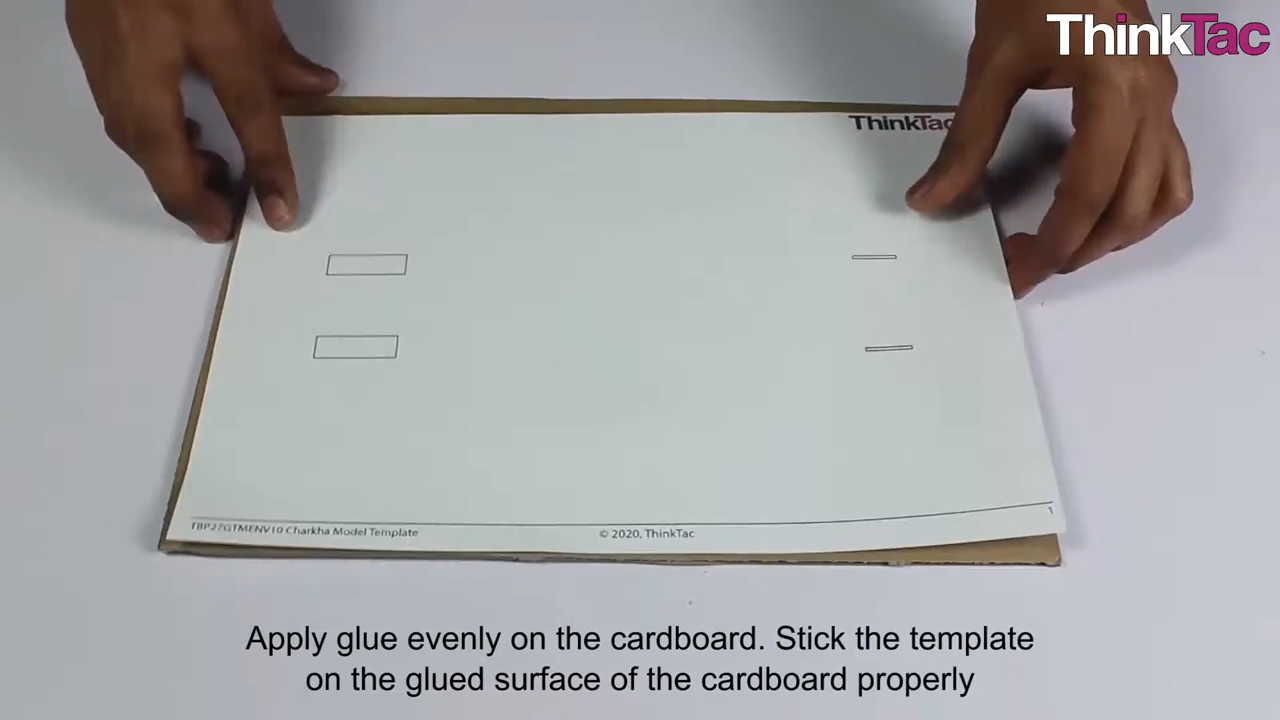 ThinkTac
ThinkTac
TBP27GTMENV10 Charkha Model Template
© 2020, ThinkTac
1
Apply glue evenly on the cardboard. Stick the template
on the glued surface of the cardboard properly